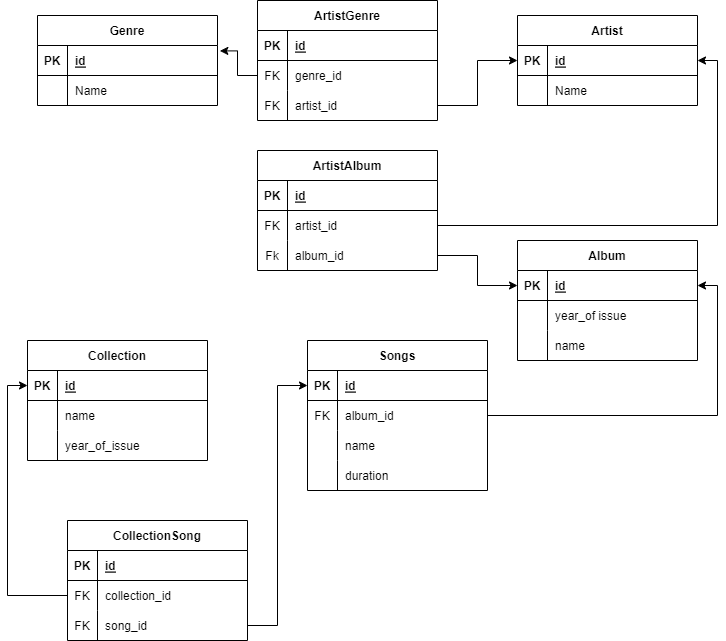 Genre
PK id
Name
ArtistGenre
PK id
FK genre_id
FK artist_id
Artist
PK id
Name
ArtistAlbum
PK id
FK artist_id
Fk album_id
Album
PK id
year_of issue
name
Collection
PK id
name
year_of_issue
Songs
PK id
FK album_id
name
duration
CollectionSong
PK id
FK collection_id
FK song_id